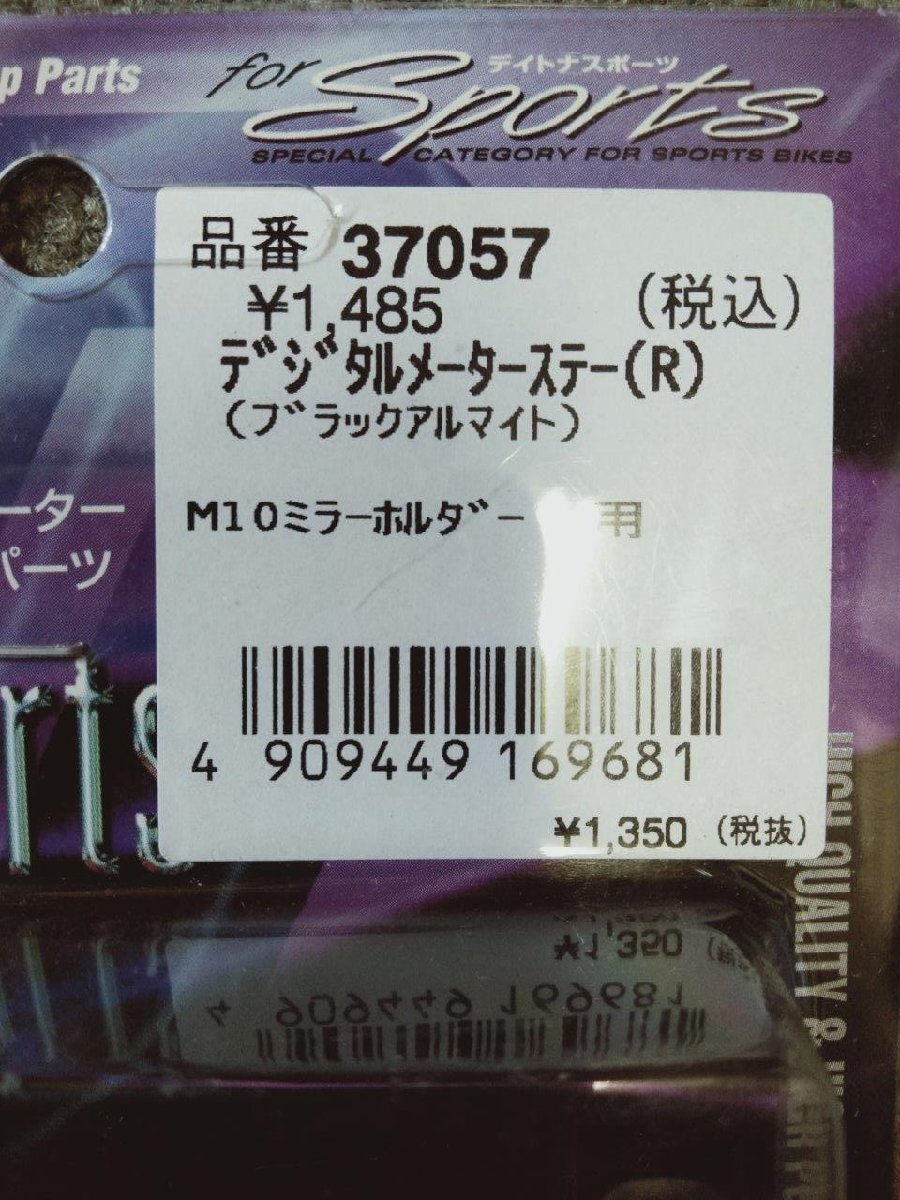 p Parts
for Sports
デイトナスポーツ
SPECIAL CATEGORY FOR SPORTS BIKES
品番 37057
¥1,485 (税込)
デジタルメーターステー(R)
(ブラックアルマイト)
M10ミラーホルダー 用
ーター
パーツ
rts
4 909449 169681
¥1,350 (税抜)
HIGH QUALITY &